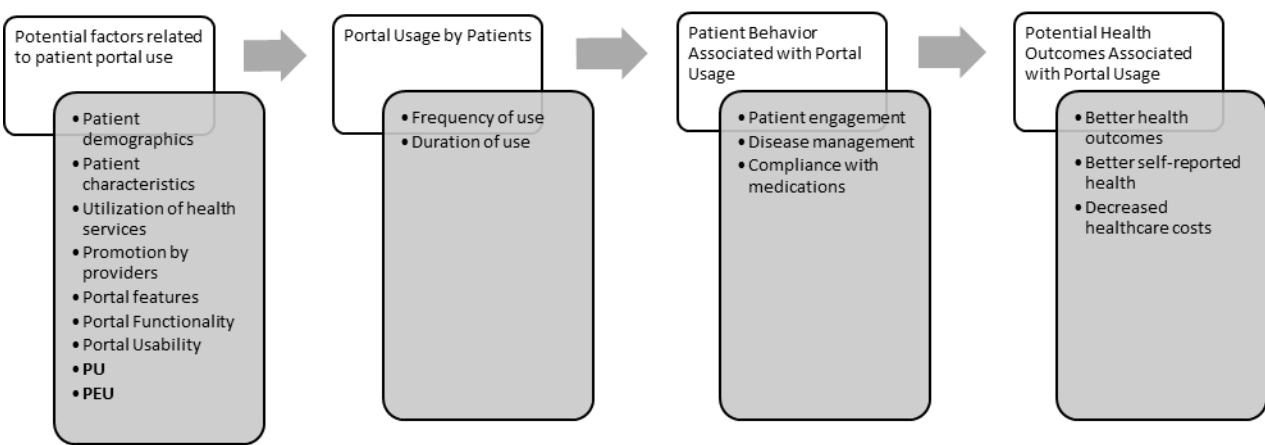 Potential factors related
to patient portal use
• Patient
demographics
• Patient
characteristics
• Utilization of health
services
• Promotion by
providers
• Portal features
• Portal Functionality
• Portal Usability
• PU
• PEU
Portal Usage by Patients
• Frequency of use
• Duration of use
Patient Behavior
Associated with Portal
Usage
• Patient engagement
• Disease management
• Compliance with
medications
Potential Health
Outcomes Associated
with Portal Usage
• Better health
outcomes
• Better self-reported
health
• Decreased
healthcare costs